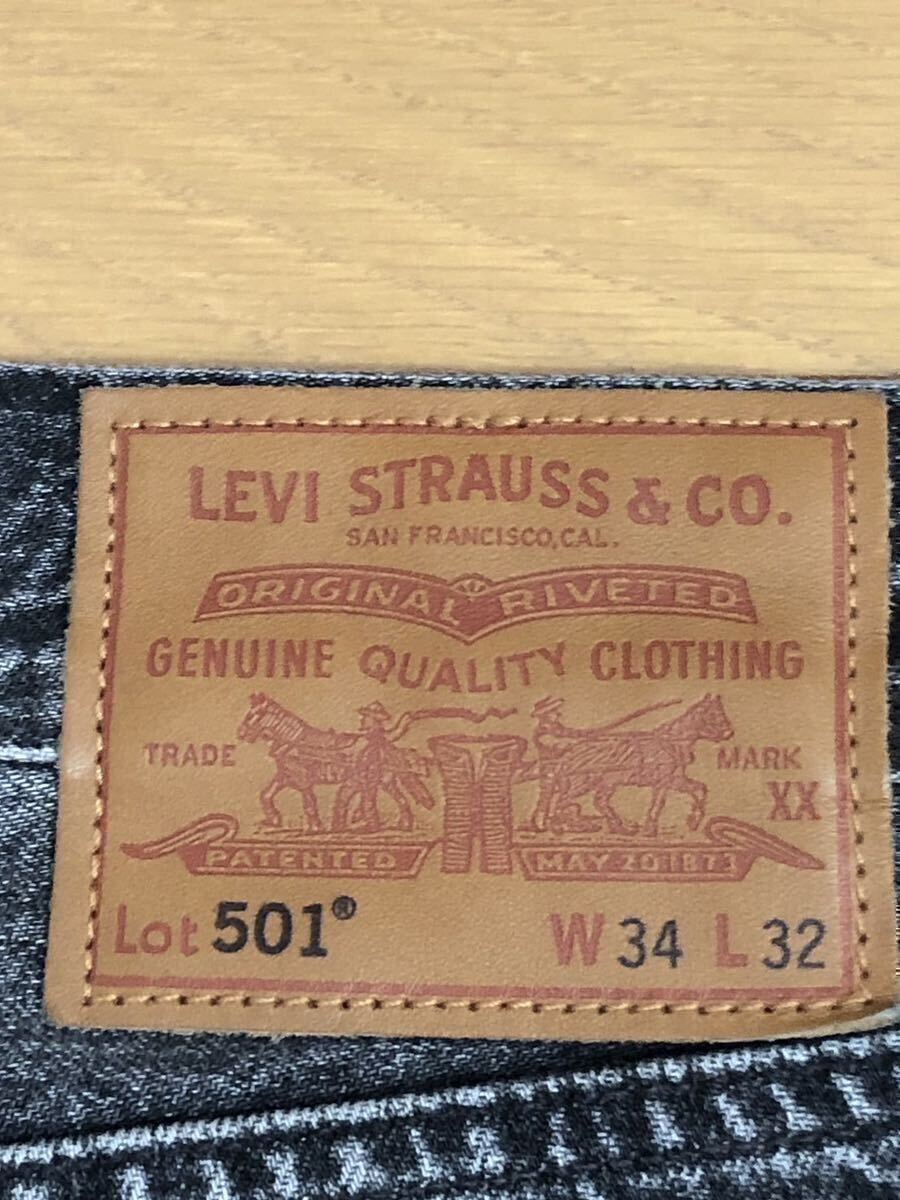 LEVI STRAUSS & CO.
SAN FRANCISCO, CAL.
ORIGINAL RIVETED
GENUINE QUALITY CLOTHING
TRADE MARK
XX
PATENTED MAY 20 1873
Lot 501® W 34 L 32